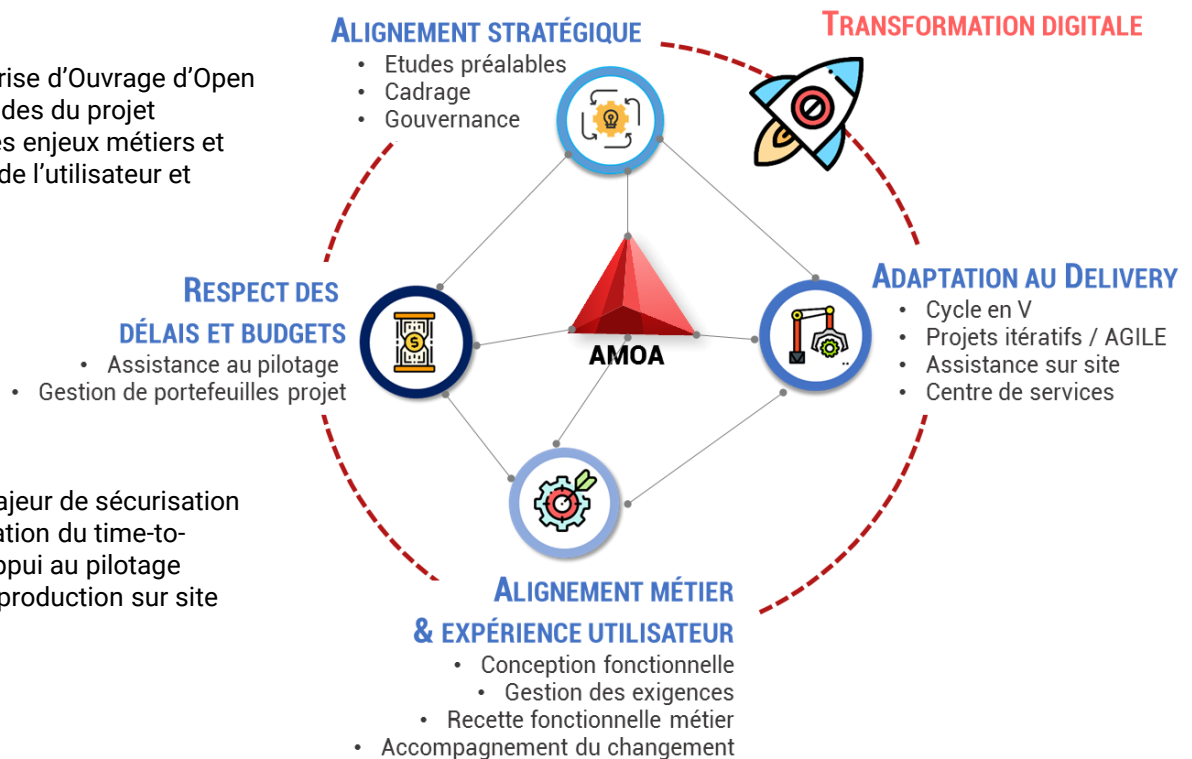 TRANSFORMATION DIGITALE
ALIGNEMENT STRATÉGIQUE
• Etudes préalables
• Cadrage
• Gouvernance
rise d’Ouvrage d’Open
des du projet
es enjeux métiers et
de l’utilisateur et
RESPECT DES
DÉLAIS ET BUDGETS
• Assistance au pilotage
• Gestion de portefeuilles projet
AMOA
ADAPTATION AU DELIVERY
• Cycle en V
• Projets itératifs / AGILE
• Assistance sur site
• Centre de services
ajeur de sécurisation
ation du time-to-
ppui au pilotage
production sur site
ALIGNEMENT MÉTIER
& EXPÉRIENCE UTILISATEUR
• Conception fonctionnelle
• Gestion des exigences
• Recette fonctionnelle métier
• Accompagnement du changement